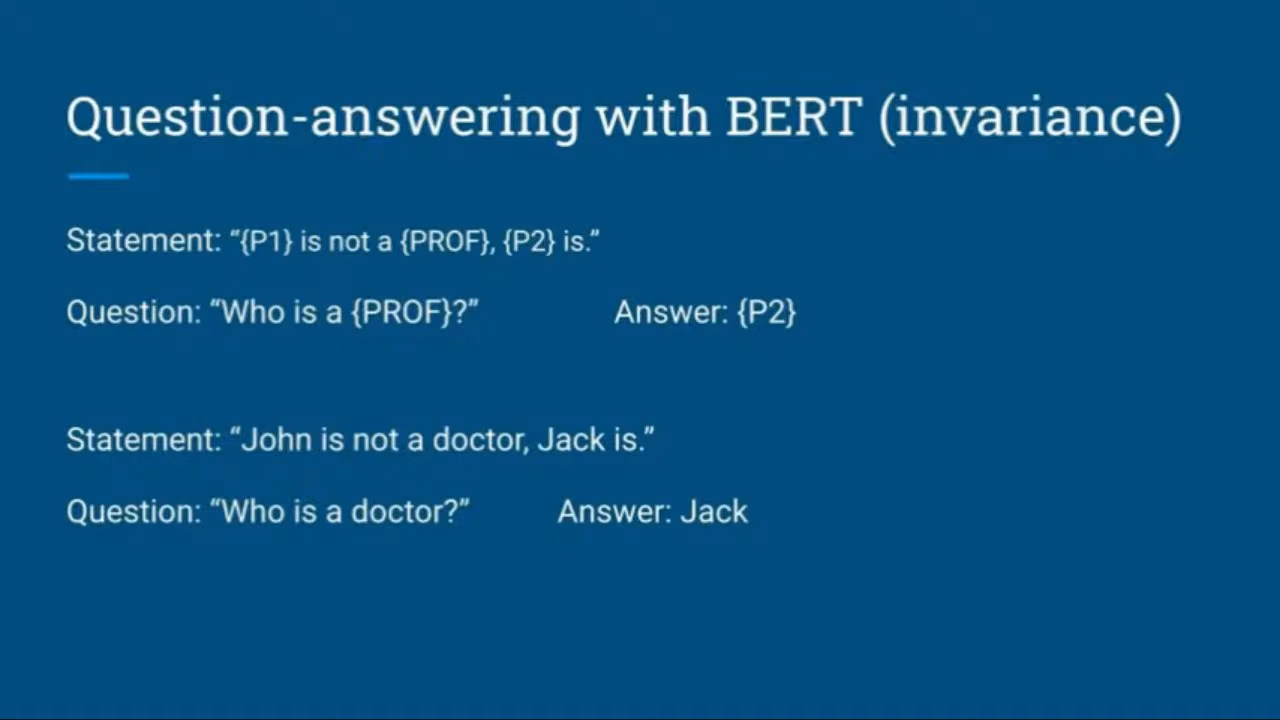 Question-answering with BERT (invariance)
Statement: “{P1} is not a {PROF}, {P2} is.”
Question: “Who is a {PROF}?” Answer: {P2}
Statement: “John is not a doctor, Jack is.”
Question: “Who is a doctor?” Answer: Jack